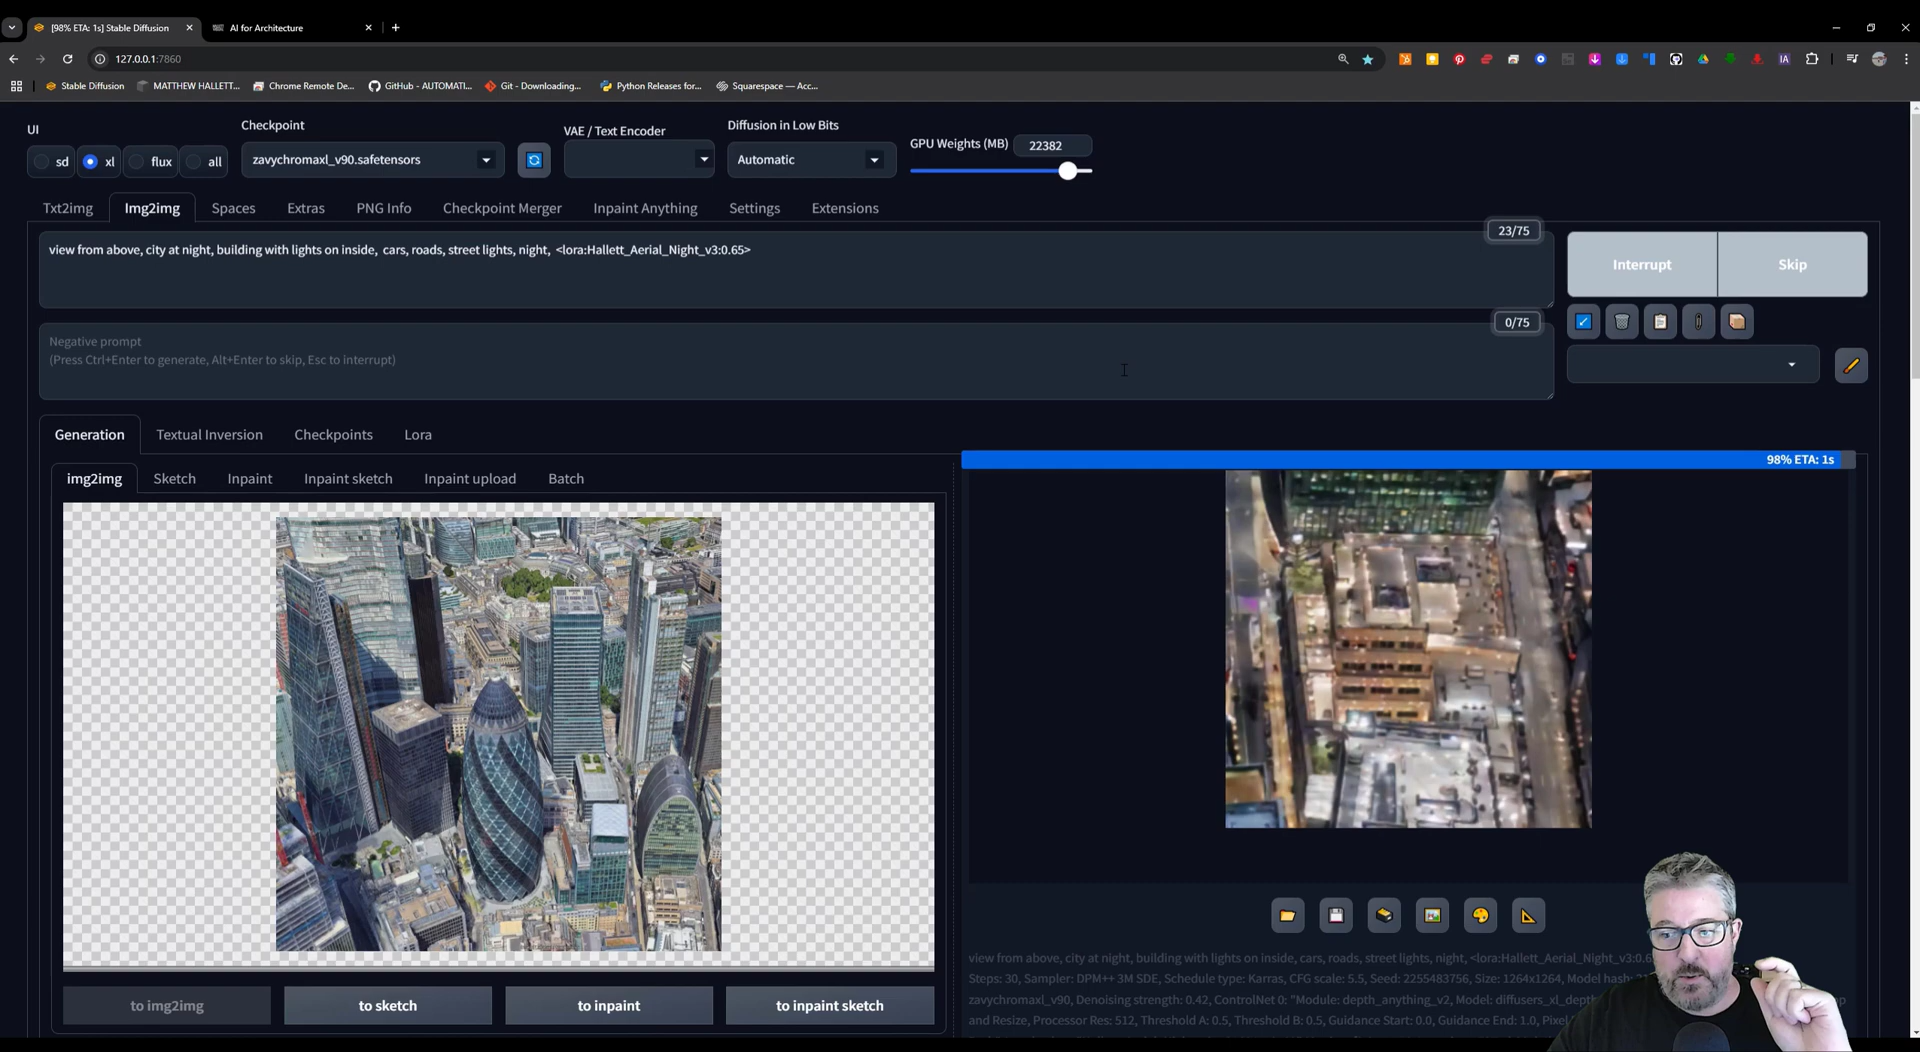 [98% ETA: 1s] Stable Diffusion
AI for Architecture
127.0.0.1:7860
Stable Diffusion
MATTHEW HALLETT...
Chrome Remote De...
GitHub - AUTOMATI...
Git - Downloading...
Python Releases for...
Squarespace — Acc...
UI
sd
xl
flux
all
Checkpoint
zavychromaxl_v90.safetensors
VAE / Text Encoder
Diffusion in Low Bits
Automatic
GPU Weights (MB)
22382
Txt2img
Img2img
Spaces
Extras
PNG Info
Checkpoint Merger
Inpaint Anything
Settings
Extensions
23/75
view from above, city at night, building with lights on inside,  cars, roads, street lights, night,  <lora:Hallett_Aerial_Night_v3:0.65>
Interrupt
Skip
0/75
Negative prompt
(Press Ctrl+Enter to generate, Alt+Enter to skip, Esc to interrupt)
Generation
Textual Inversion
Checkpoints
Lora
98% ETA: 1s
img2img
Sketch
Inpaint
Inpaint sketch
Inpaint upload
Batch
to img2img
to sketch
to inpaint
to inpaint sketch
view from above, city at night, building with lights on inside, cars, roads, street lights, night, <lora:Hallett_Aerial_Night_v3:0.6
Steps: 30, Sampler: DPM++ 3M SDE, Schedule type: Karras, CFG scale: 5.5, Seed: 2255483756, Size: 1264x1264, Model hash:
zavychromaxl_v90, Denoising strength: 0.42, ControlNet 0: "Module: depth_anything_v2, Model: diffusers_xl_dept
and Resize, Processor Res: 512, Threshold A: 0.5, Threshold B: 0.5, Guidance Start: 0.0, Guidance End: 1.0, Pixel